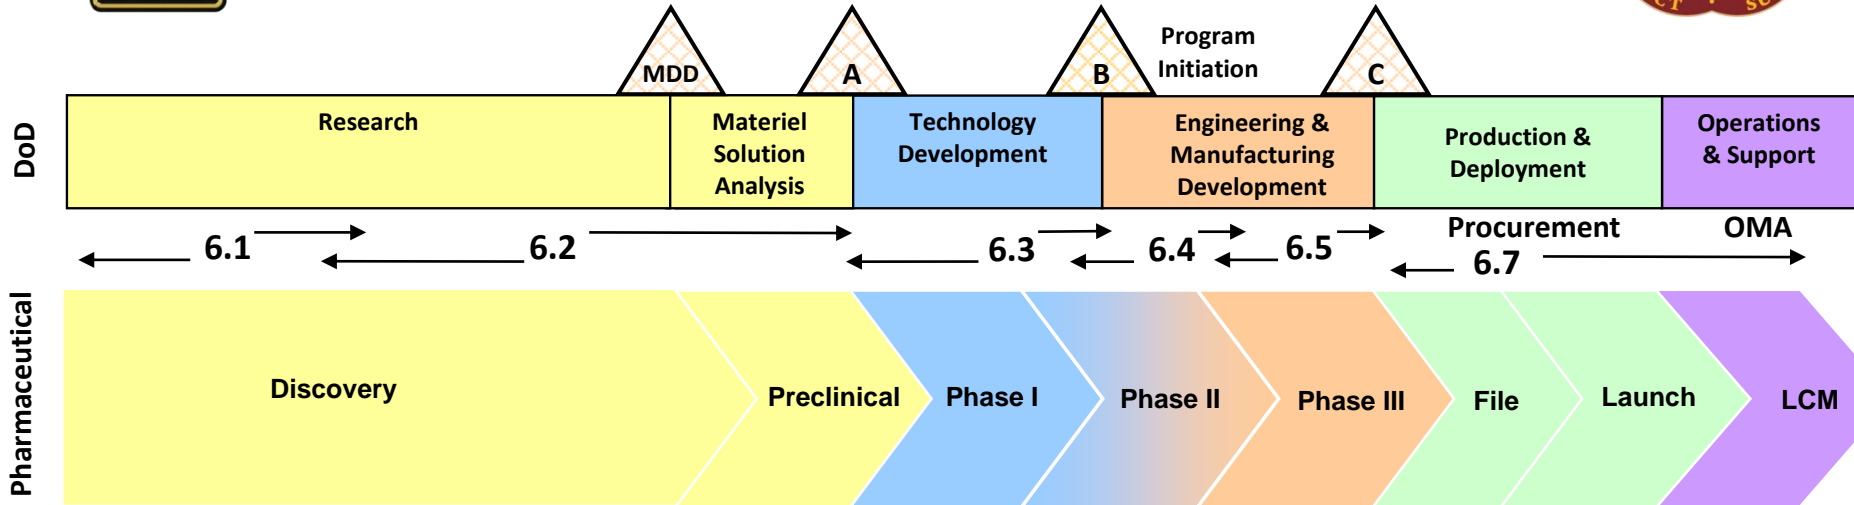 MDD
A
B
Program
Initiation
C
DoD
Research
Materiel
Solution
Analysis
Technology
Development
Engineering &
Manufacturing
Development
Production &
Deployment
Operations
& Support
6.1
6.2
6.3
6.4
6.5
Procurement
6.7
OMA
Pharmaceutical
Discovery
Preclinical
Phase I
Phase II
Phase III
File
Launch
LCM